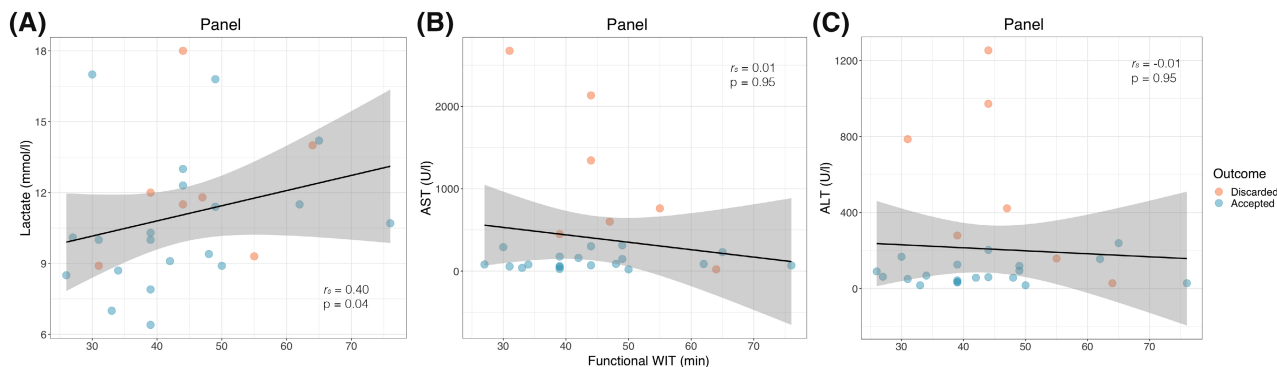 (A)
Panel
Lactate (mmol/l)
18
15
12
9
6
30 40 50 60 70
rs = 0.40
p = 0.04
(B)
Panel
AST (U/l)
2000
1000
0
30 40 50 60 70
Functional WIT (min)
rs = 0.01
p = 0.95
(C)
Panel
ALT (U/l)
1200
800
400
0
30 40 50 60 70
rs = -0.01
p = 0.95
Outcome
Discarded
Accepted